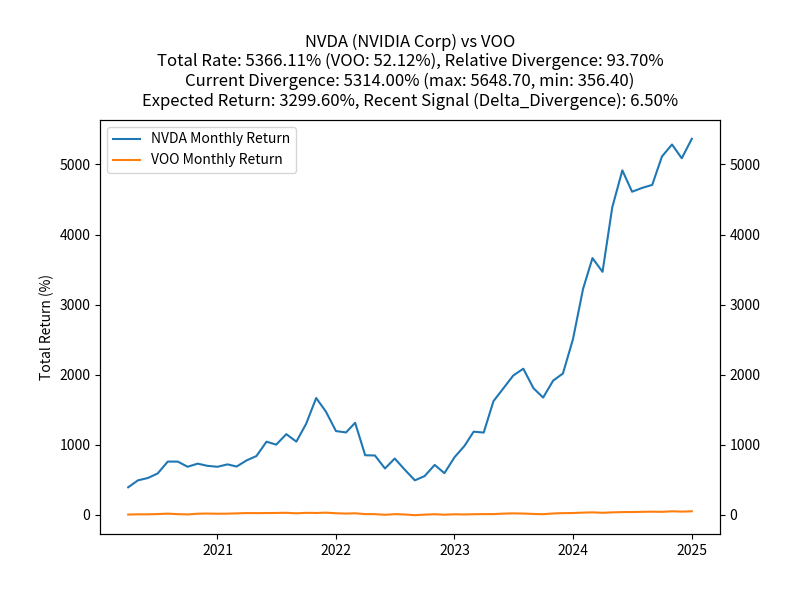 NVDA (NVIDIA Corp) vs VOO
Total Rate: 5366.11% (VOO: 52.12%), Relative Divergence: 93.70%
Current Divergence: 5314.00% (max: 5648.70, min: 356.40)
Expected Return: 3299.60%, Recent Signal (Delta_Divergence): 6.50%
NVDA Monthly Return
VOO Monthly Return
Total Return (%)
5000
4000
3000
2000
1000
0
5000
4000
3000
2000
1000
0
2021 2022 2023 2024 2025